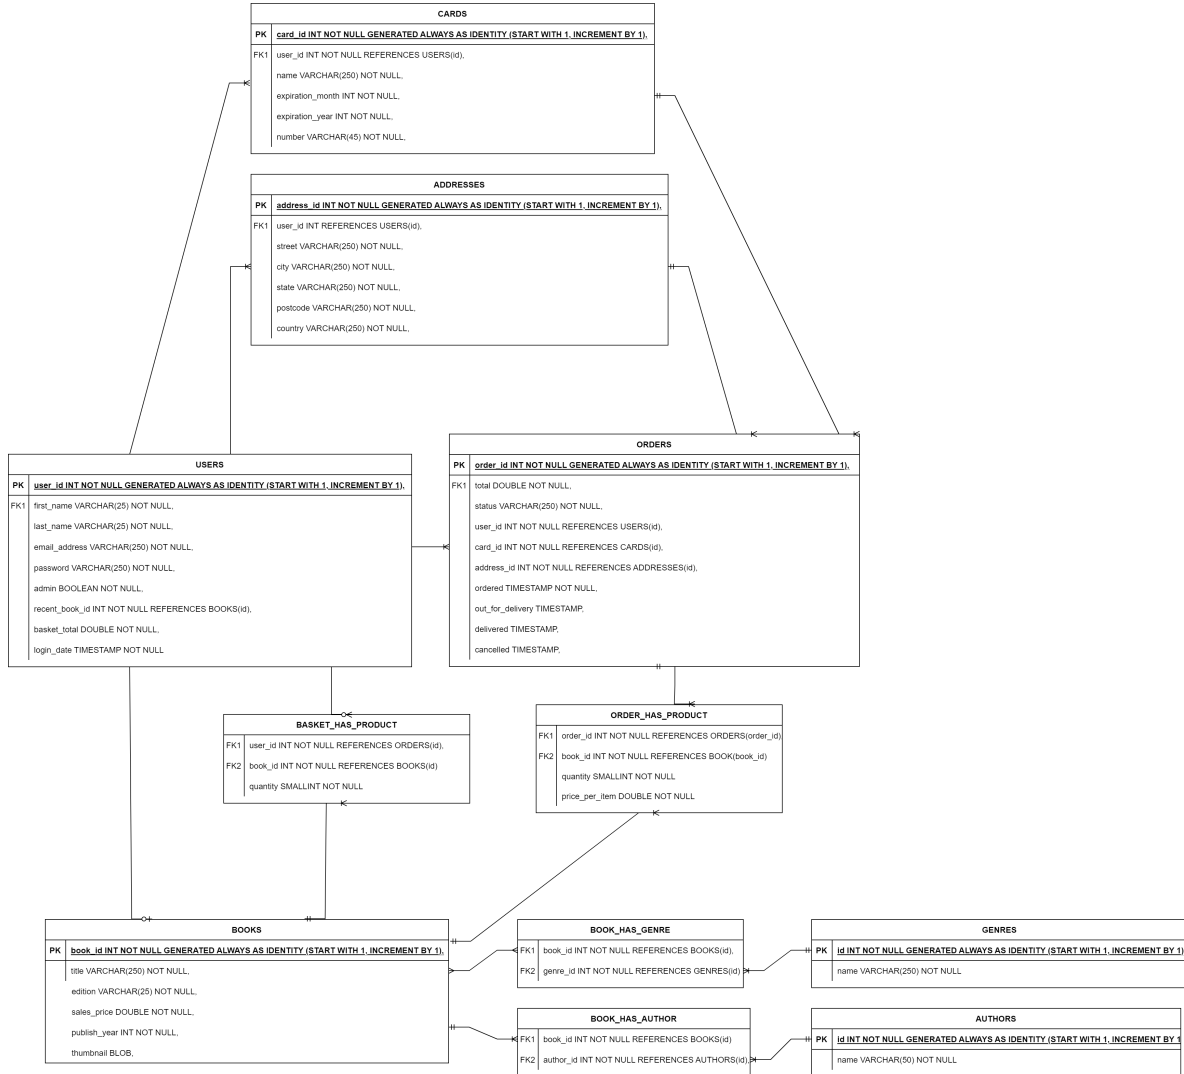 CARDS
PK card_id INT NOT NULL GENERATED ALWAYS AS IDENTITY (START WITH 1, INCREMENT BY 1),
FK1 user_id INT NOT NULL REFERENCES USERS(id),
name VARCHAR(250) NOT NULL,
expiration_month INT NOT NULL,
expiration_year INT NOT NULL,
number VARCHAR(45) NOT NULL,
ADDRESSES
PK address_id INT NOT NULL GENERATED ALWAYS AS IDENTITY (START WITH 1, INCREMENT BY 1),
FK1 user_id INT REFERENCES USERS(id),
street VARCHAR(250) NOT NULL,
city VARCHAR(250) NOT NULL,
state VARCHAR(250) NOT NULL,
postcode VARCHAR(250) NOT NULL,
country VARCHAR(250) NOT NULL,
USERS
PK user_id INT NOT NULL GENERATED ALWAYS AS IDENTITY (START WITH 1, INCREMENT BY 1),
FK1 first_name VARCHAR(25) NOT NULL,
last_name VARCHAR(25) NOT NULL,
email_address VARCHAR(250) NOT NULL,
password VARCHAR(250) NOT NULL,
admin BOOLEAN NOT NULL,
recent_book_id INT NOT NULL REFERENCES BOOKS(id),
basket_total DOUBLE NOT NULL,
login_date TIMESTAMP NOT NULL
ORDERS
PK order_id INT NOT NULL GENERATED ALWAYS AS IDENTITY (START WITH 1, INCREMENT BY 1),
FK1 total DOUBLE NOT NULL,
status VARCHAR(250) NOT NULL,
user_id INT NOT NULL REFERENCES USERS(id),
card_id INT NOT NULL REFERENCES CARDS(id),
address_id INT NOT NULL REFERENCES ADDRESSES(id),
ordered TIMESTAMP NOT NULL,
out_for_delivery TIMESTAMP,
delivered TIMESTAMP,
cancelled TIMESTAMP,
BASKET_HAS_PRODUCT
FK1 user_id INT NOT NULL REFERENCES ORDERS(id),
FK2 book_id INT NOT NULL REFERENCES BOOKS(id)
quantity SMALLINT NOT NULL
ORDER_HAS_PRODUCT
FK1 order_id INT NOT NULL REFERENCES ORDERS(order_id)
FK2 book_id INT NOT NULL REFERENCES BOOK(book_id)
quantity SMALLINT NOT NULL
price_per_item DOUBLE NOT NULL
BOOKS
PK book_id INT NOT NULL GENERATED ALWAYS AS IDENTITY (START WITH 1, INCREMENT BY 1),
title VARCHAR(250) NOT NULL,
edition VARCHAR(25) NOT NULL,
sales_price DOUBLE NOT NULL,
publish_year INT NOT NULL,
thumbnail BLOB,
BOOK_HAS_GENRE
FK1 book_id INT NOT NULL REFERENCES BOOKS(id),
FK2 genre_id INT NOT NULL REFERENCES GENRES(id)
GENRES
PK id INT NOT NULL GENERATED ALWAYS AS IDENTITY (START WITH 1, INCREMENT BY 1)
name VARCHAR(250) NOT NULL
BOOK_HAS_AUTHOR
FK1 book_id INT NOT NULL REFERENCES BOOKS(id)
FK2 author_id INT NOT NULL REFERENCES AUTHORS(id),
AUTHORS
PK id INT NOT NULL GENERATED ALWAYS AS IDENTITY (START WITH 1, INCREMENT BY 1
name VARCHAR(50) NOT NULL